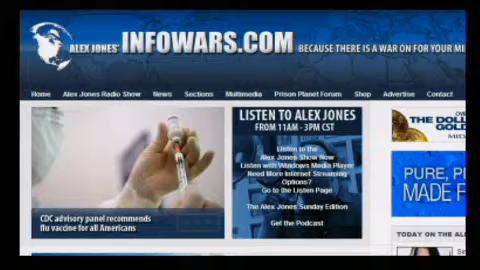 ALEX JONES' INFOWARS.COM BECAUSE THERE IS A WAR ON FOR YOUR MI
Home Alex Jones Radio Show News Sections Multimedia Prison Planet Forum Shop Advertise Contact
CDC advisory panel recommends
flu vaccine for all Americans
LISTEN TO ALEX JONES
FROM 11AM - 3PM CST
Listen to the
Alex Jones Show Now
Listen with Windows Media Player
Need More Internet Streaming
Options?
Go to the Listen Page
The Alex Jones Sunday Edition
Get the Podcast
THE DOLL
GOL
PURE, P
MADE F
TODAY ON THE AL